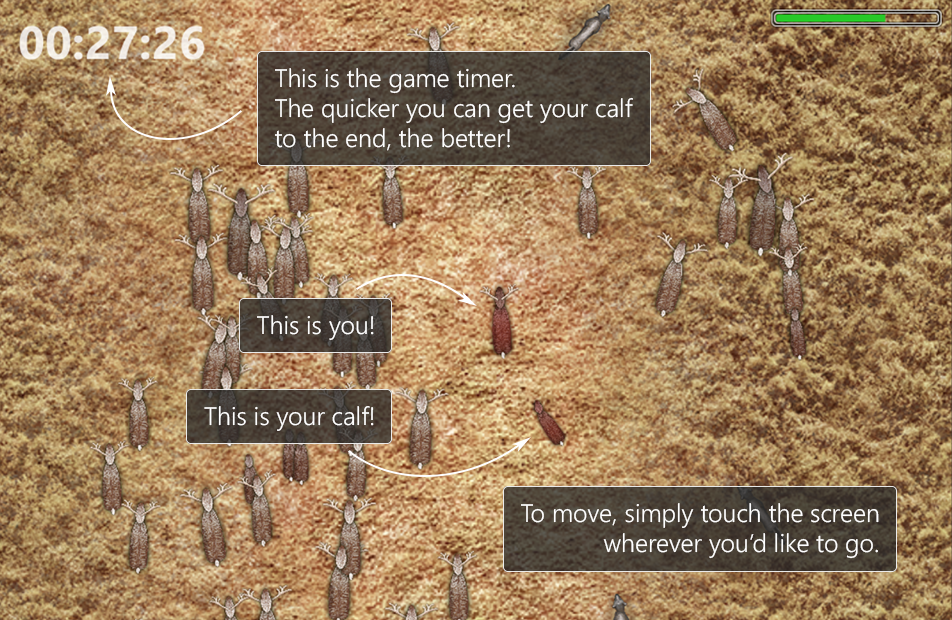 00:27:26
This is the game timer.
The quicker you can get your calf
to the end, the better!
This is you!
This is your calf!
To move, simply touch the screen
wherever you'd like to go.